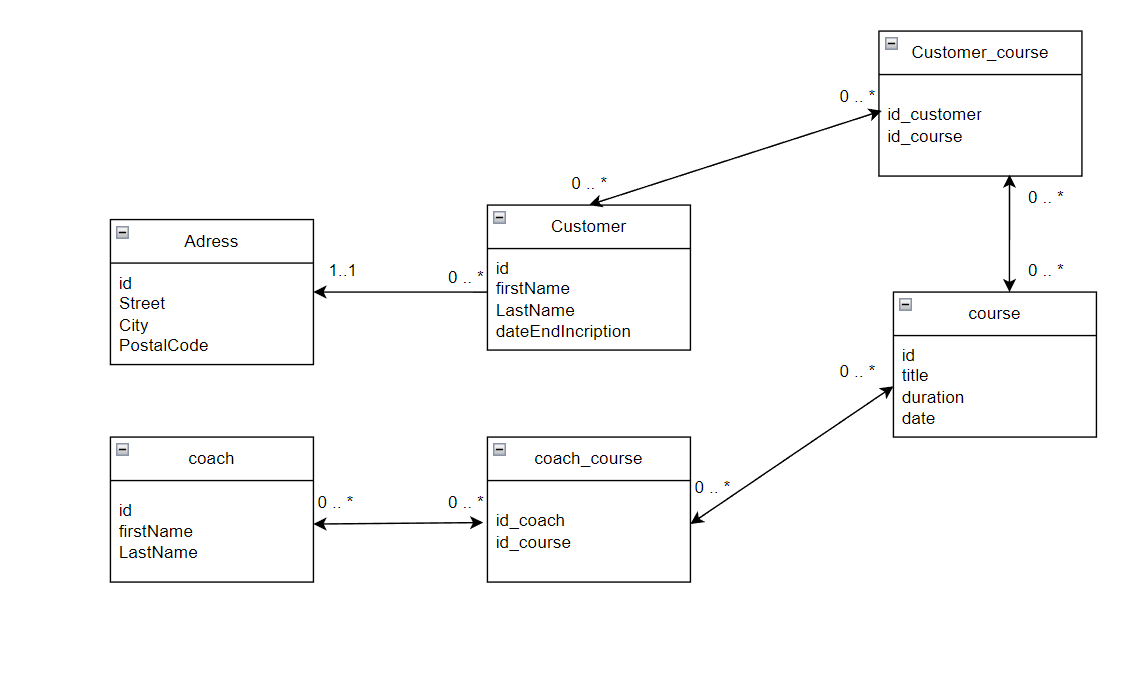 Customer_course
id_customer
id_course
0 .. *
0 .. *
0 .. *
0 .. *
Adress
id
Street
City
PostalCode
1..1
0 .. *
Customer
id
firstName
LastName
dateEndIncription
course
id
title
duration
date
0 .. *
0 .. *
coach
id
firstName
LastName
0 .. *
0 .. *
coach_course
id_coach
id_course